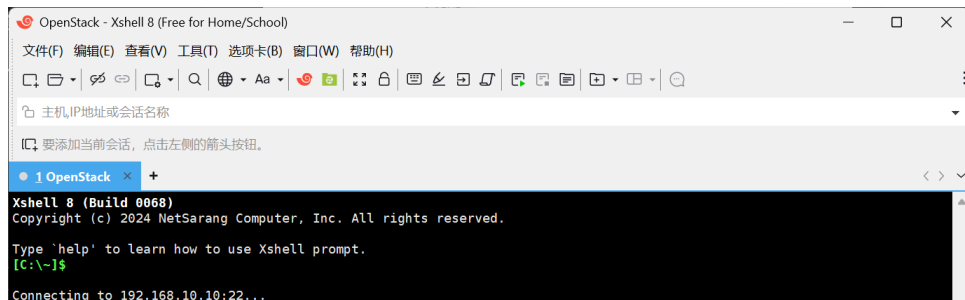 OpenStack - Xshell 8 (Free for Home/School)
文件(F) 编辑(E) 查看(V) 工具(T) 选项卡(B) 窗口(W) 帮助(H)
Aa
主机,IP地址或会话名称
要添加当前会话，点击左侧的箭头按钮。
1 OpenStack × +
Xshell 8 (Build 0068)
Copyright (c) 2024 NetSarang Computer, Inc. All rights reserved.
Type `help' to learn how to use Xshell prompt.
[C:\~]$
Connecting to 192.168.10.10:22...